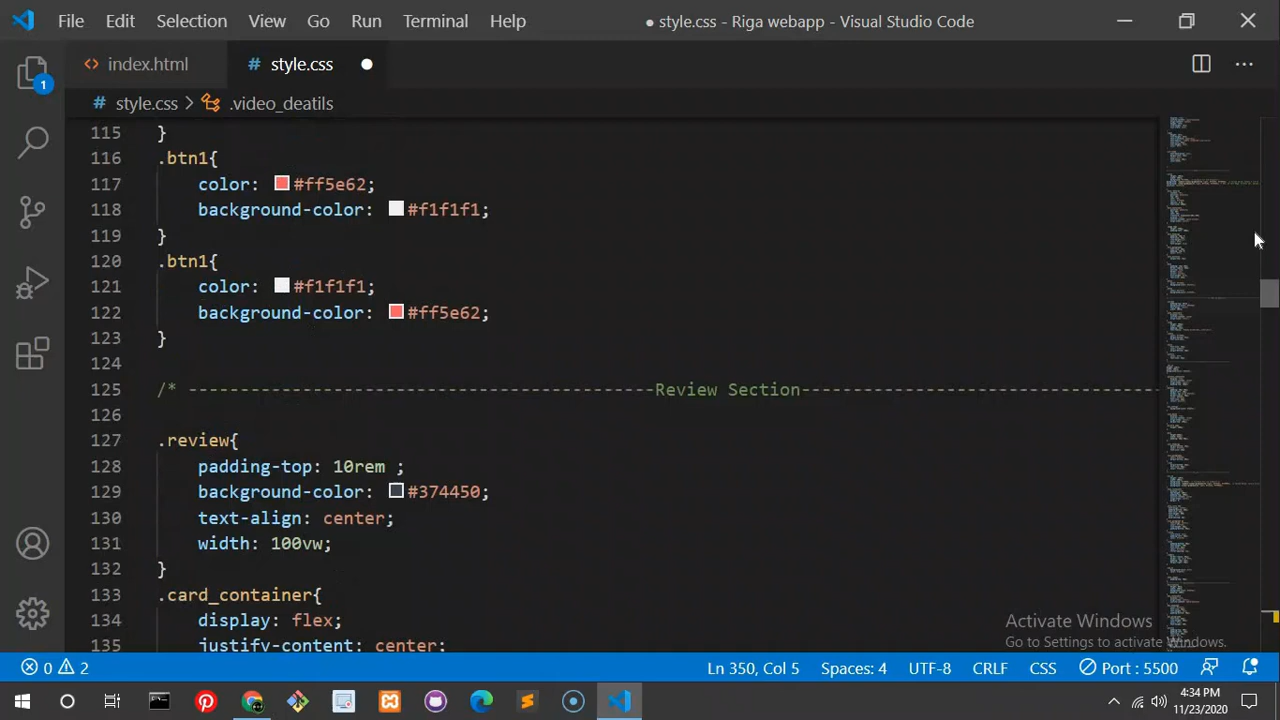 File Edit Selection View Go Run Terminal Help ● style.css - Riga webapp - Visual Studio Code
<> index.html # style.css ●
# style.css > .video_deatils
1
115 }
116 .btn1{
117 color: #ff5e62;
118 background-color: #f1f1f1;
119 }
120 .btn1{
121 color: #f1f1f1;
122 background-color: #ff5e62;
123 }
124
125 /* ---------------------------------------------Review Section----------------------------------
126
127 .review{
128 padding-top: 10rem ;
129 background-color: #374450;
130 text-align: center;
131 width: 100vw;
132 }
133 .card_container{
134 display: flex;
135 justify-content: center;
Activate Windows
Go to Settings to activate Windows.
0 2 Ln 350, Col 5 Spaces: 4 UTF-8 CRLF CSS Port : 5500
4:34 PM
11/23/2020